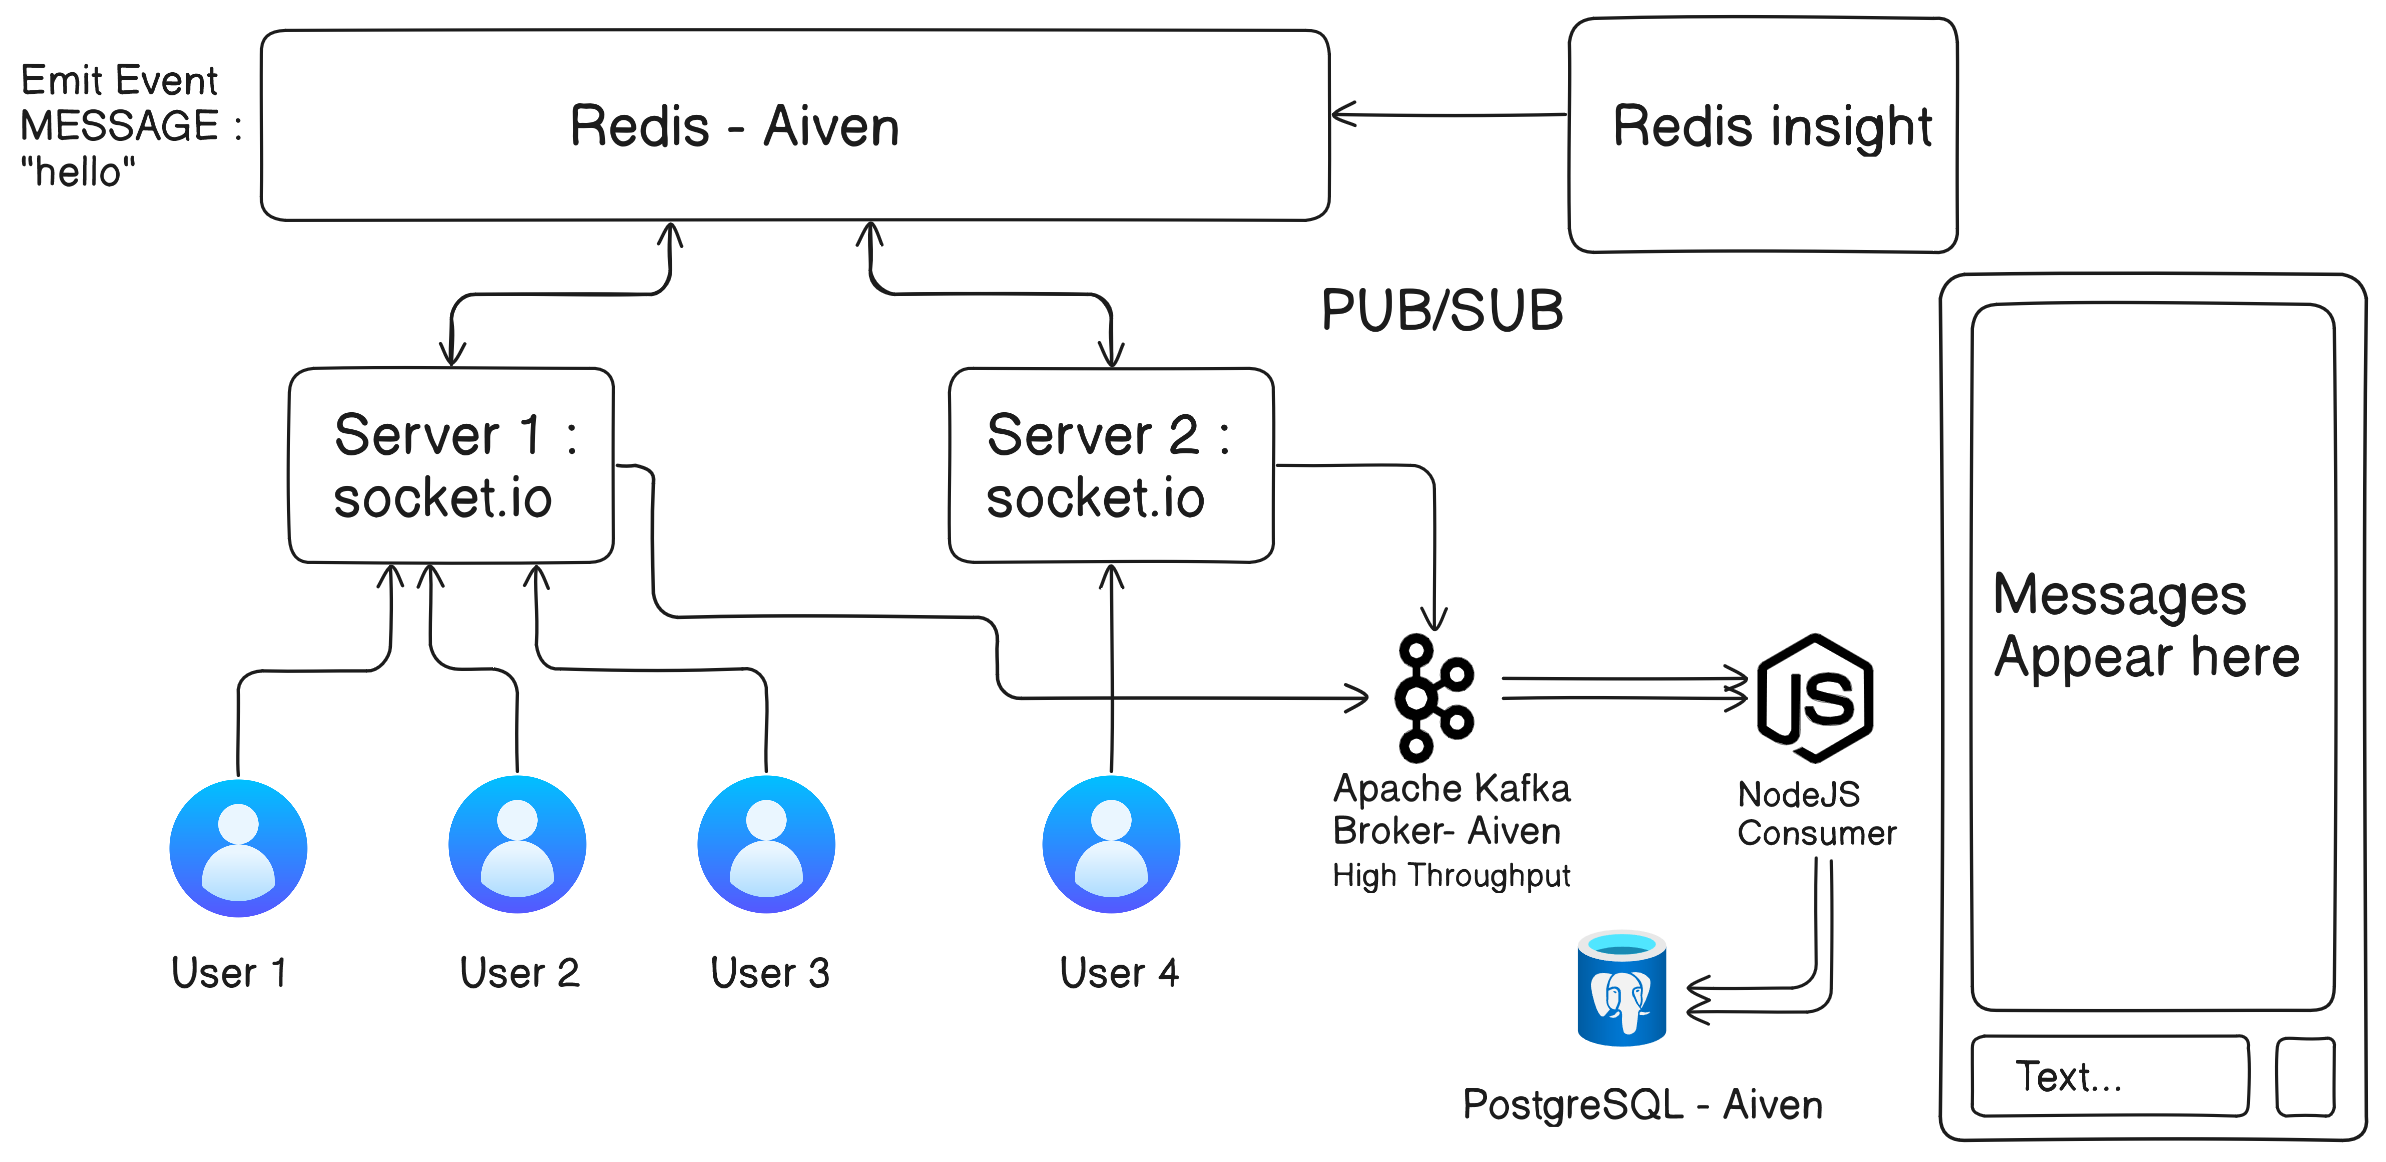 Emit Event
MESSAGE :
"hello"
Redis - Aiven
Redis insight
PUB/SUB
Server 1 :
socket.io
Server 2 :
socket.io
Messages
Appear here
JS
Apache Kafka
Broker- Aiven
High Throughput
NodeJS
Consumer
User 1
User 2
User 3
User 4
PostgreSQL - Aiven
Text...